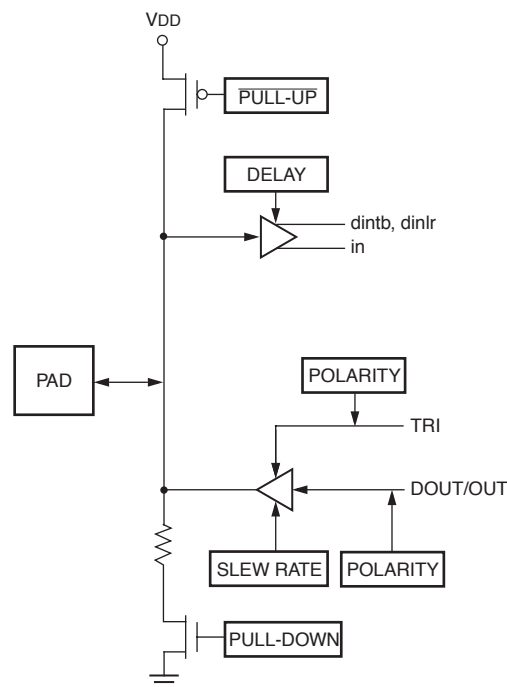 VDD
PULL-UP
DELAY
dintb, dinlr
in
PAD
POLARITY
TRI
DOUT/OUT
SLEW RATE
POLARITY
PULL-DOWN